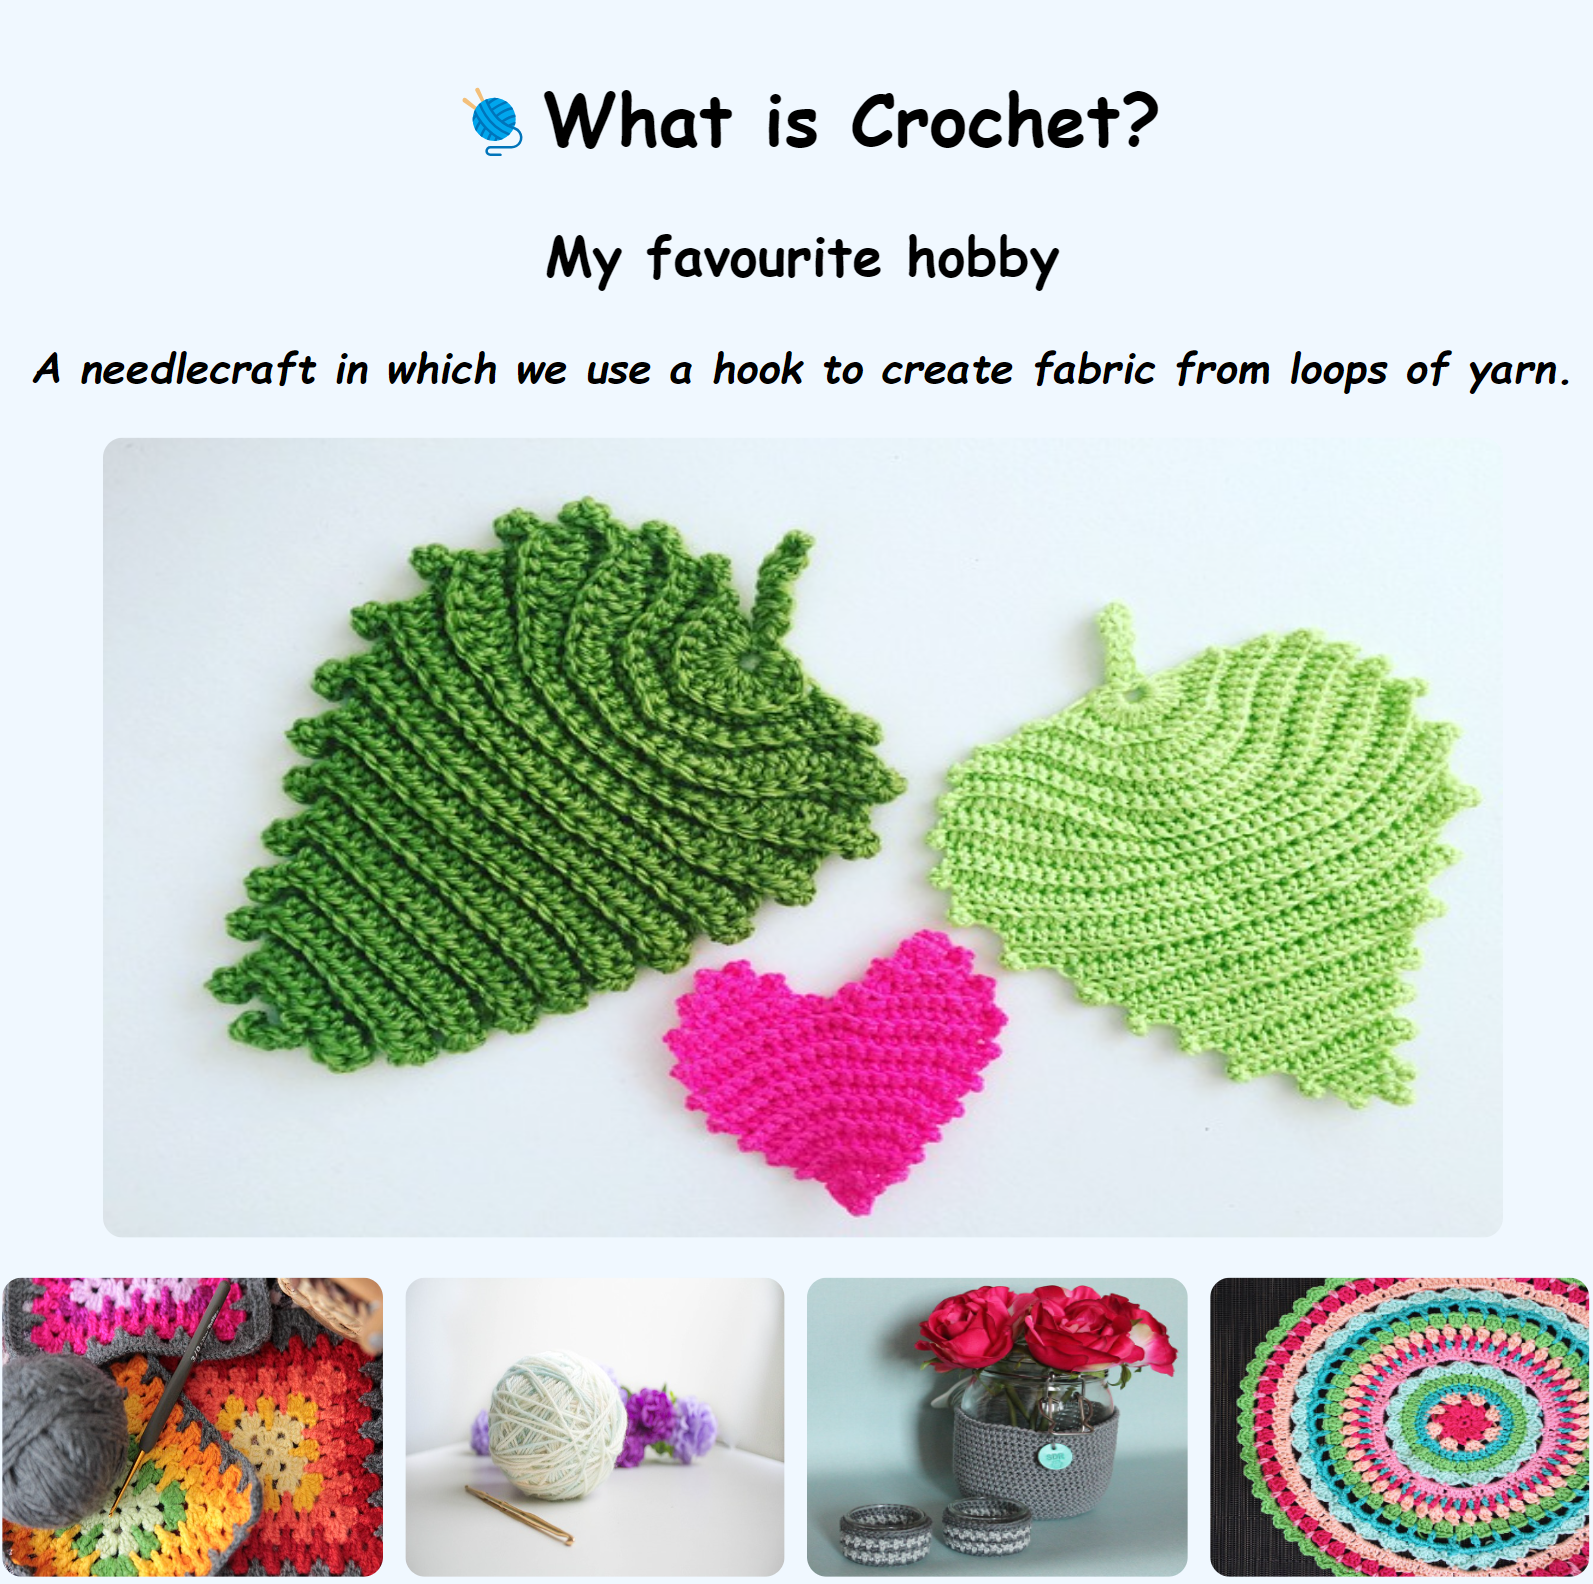 What is Crochet?
My favourite hobby
A needlecraft in which we use a hook to create fabric from loops of yarn.